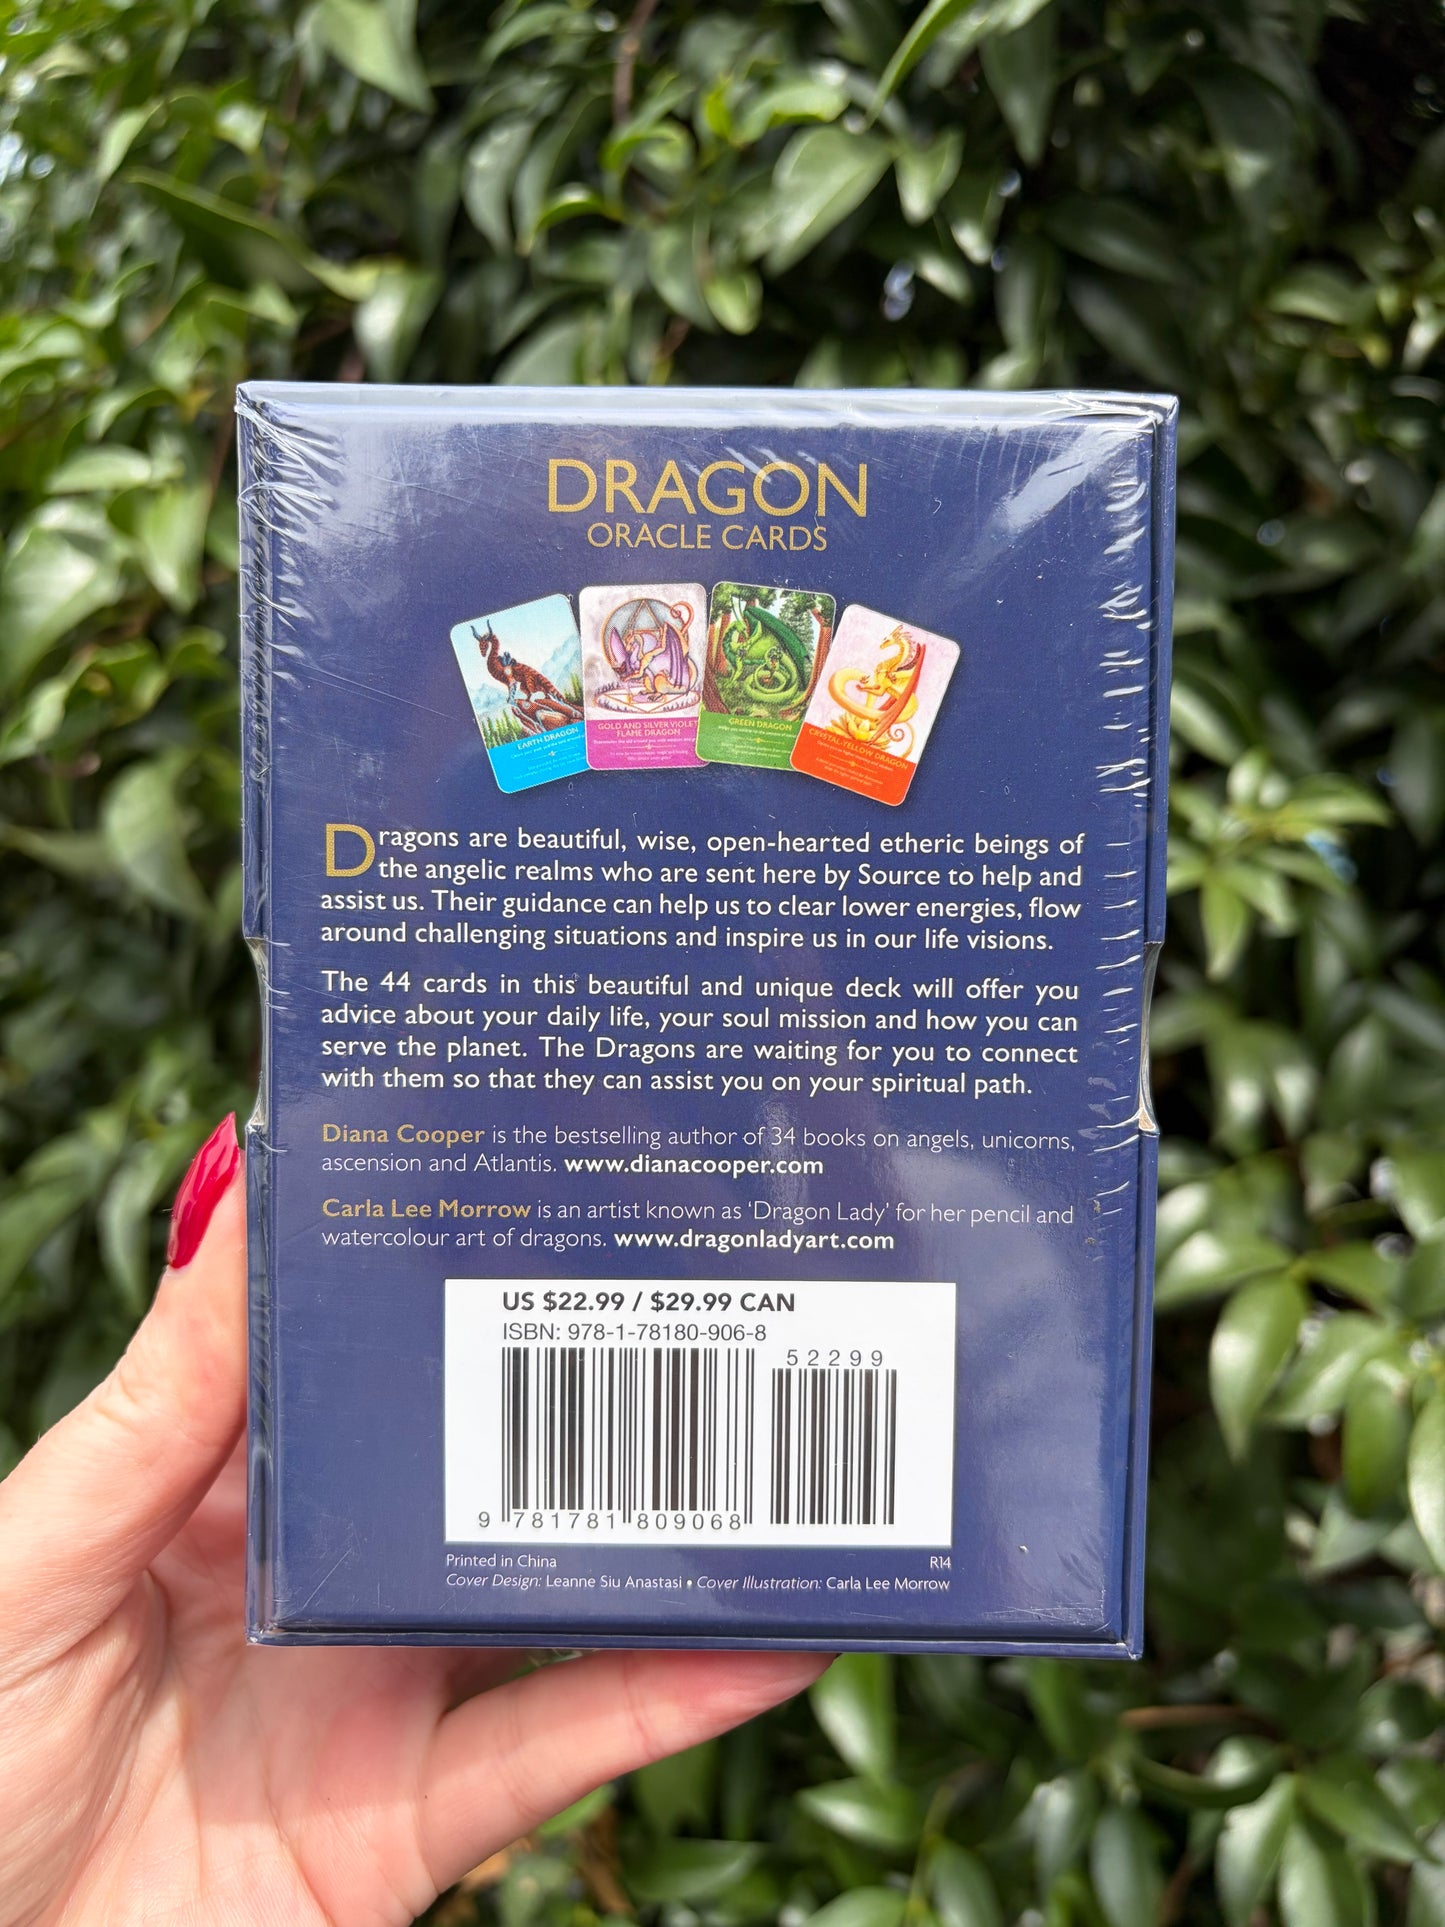 DRAGON
ORACLE CARDS
EARTH DRAGON
GOLD AND SILVER VIOLET
FLAME DRAGON
GREEN DRAGON
CRYSTAL-YELLOW DRAGON
Dragons are beautiful, wise, open-hearted etheric beings of
the angelic realms who are sent here by Source to help and
assist us. Their guidance can help us to clear lower energies, flow
around challenging situations and inspire us in our life visions.
The 44 cards in this beautiful and unique deck will offer you
advice about your daily life, your soul mission and how you can
serve the planet. The Dragons are waiting for you to connect
with them so that they can assist you on your spiritual path.
Diana Cooper is the bestselling author of 34 books on angels, unicorns,
ascension and Atlantis. www.dianacooper.com
Carla Lee Morrow is an artist known as ‘Dragon Lady’ for her pencil and
watercolour art of dragons. www.dragonladyart.com
US $22.99 / $29.99 CAN
ISBN: 978-1-78180-906-8
52299
9 781781 809068
Printed in China R14
Cover Design: Leanne Siu Anastasi • Cover Illustration: Carla Lee Morrow